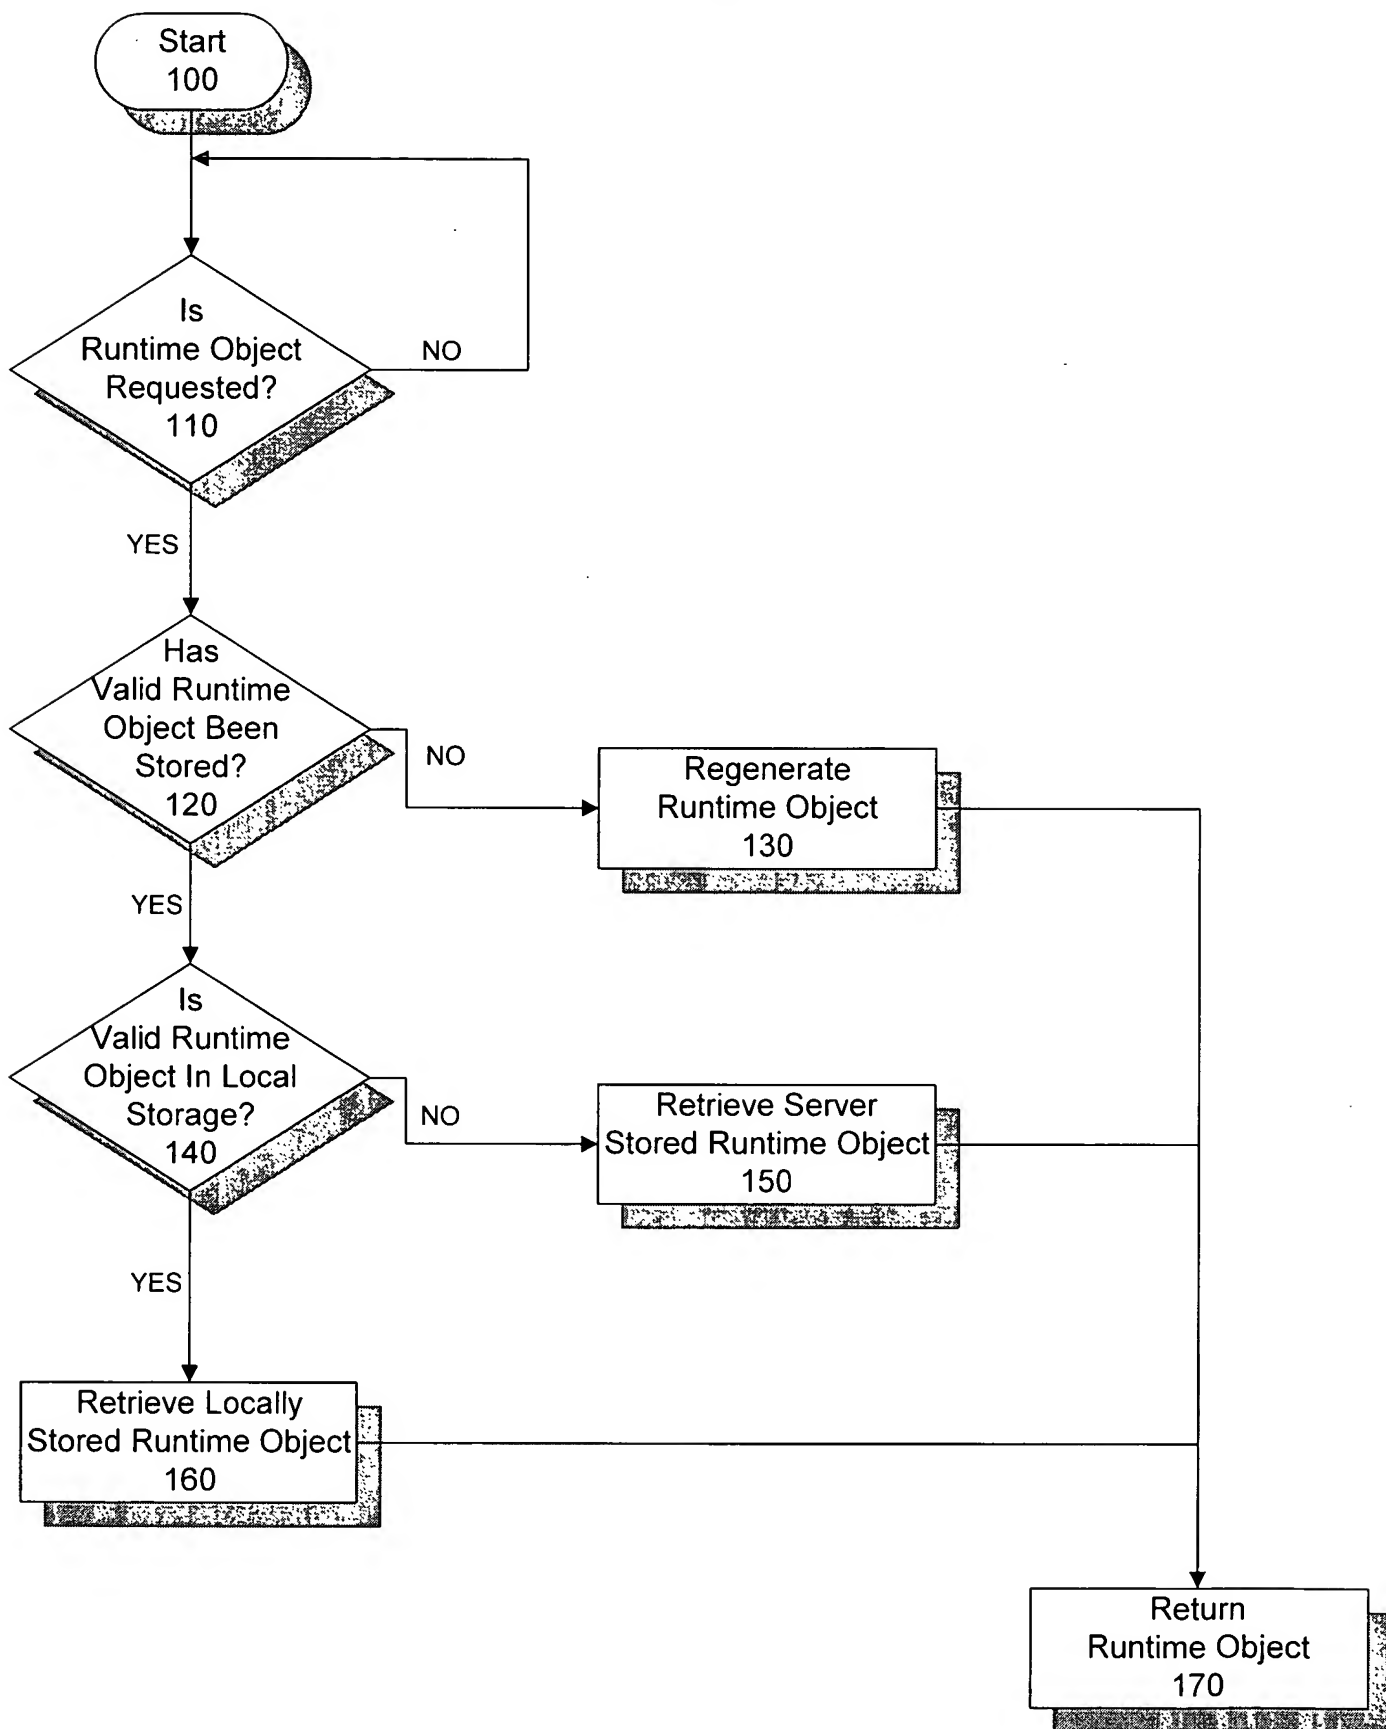 Start
100
Is
Runtime Object
Requested?
110
NO
YES
Has
Valid Runtime
Object Been
Stored?
120
NO
Regenerate
Runtime Object
130
YES
Is
Valid Runtime
Object In Local
Storage?
140
NO
Retrieve Server
Stored Runtime Object
150
YES
Retrieve Locally
Stored Runtime Object
160
Return
Runtime Object
170